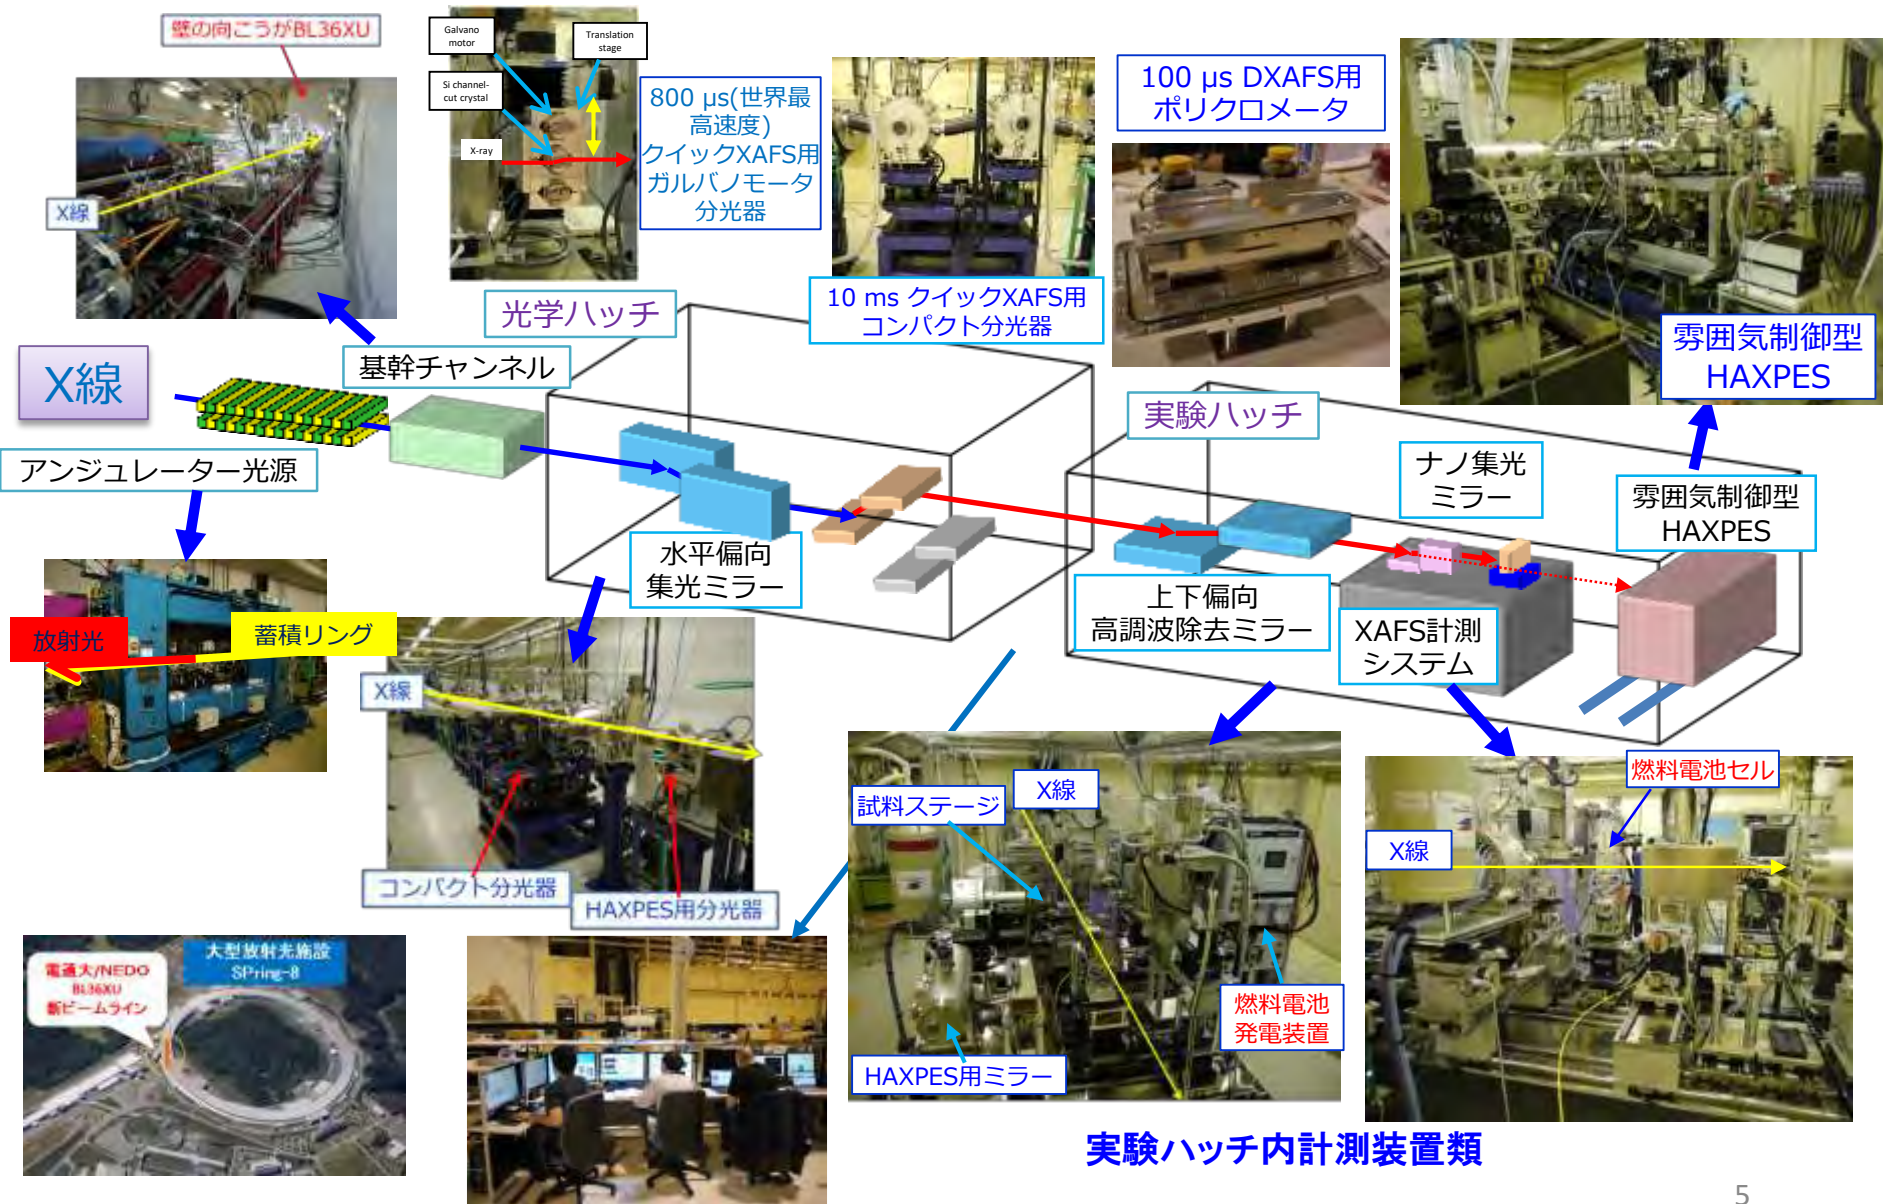 壁の向こうがBL36XU
X線
Galvano
motor
Translation
stage
Si channel-
cut crystal
X-ray
800 μs(世界最
高速度)
クイックXAFS用
ガルバノモータ
分光器
10 ms クイックXAFS用
コンパクト分光器
100 μs DXAFS用
ポリクロメータ
雰囲気制御型
HAXPES
X線
基幹チャンネル
光学ハッチ
実験ハッチ
アンジュレーター光源
水平偏向
集光ミラー
上下偏向
高調波除去ミラー
ナノ集光
ミラー
XAFS計測
システム
雰囲気制御型
HAXPES
放射光
蓄積リング
X線
コンパクト分光器
HAXPES用分光器
試料ステージ
X線
燃料電池
発電装置
HAXPES用ミラー
燃料電池セル
X線
電通大/NEDO
BL36XU
新ビームライン
大型放射光施設
SPring-8
実験ハッチ内計測装置類
5